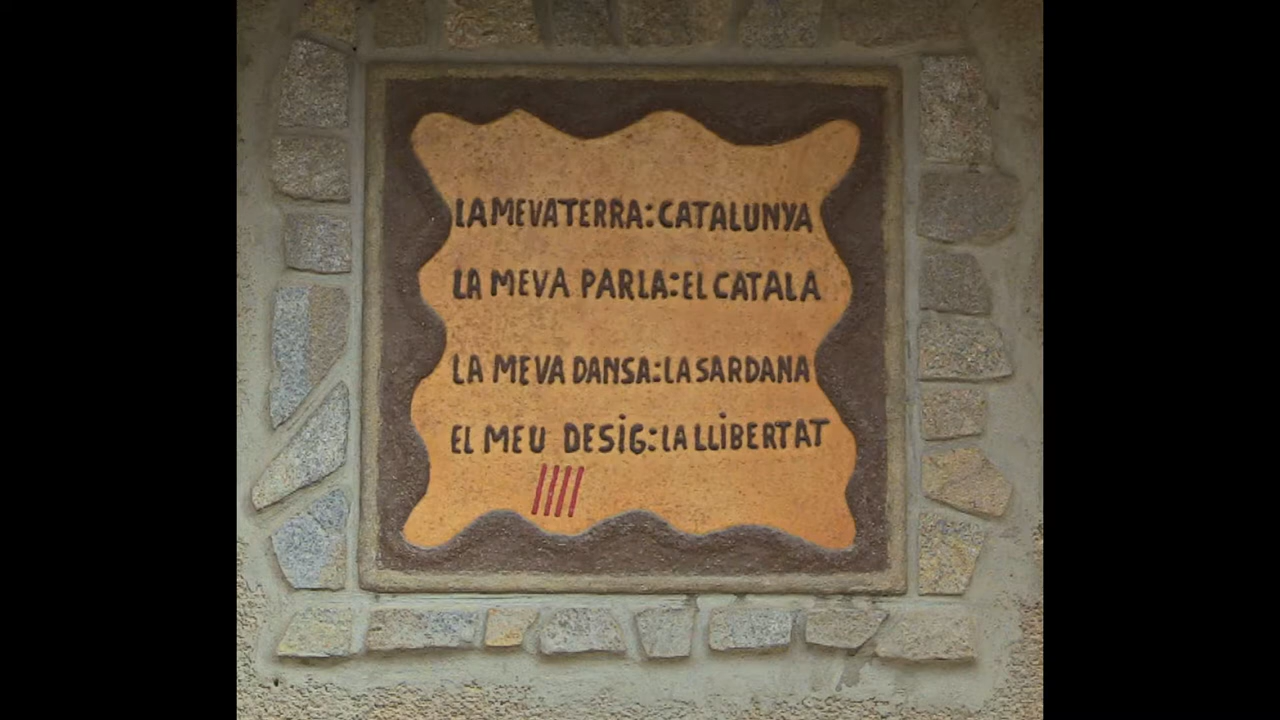 LA MEVA TERRA: CATALUNYA
LA MEVA PARLA: EL CATALA
LA MEVA DANSA: LA SARDANA
EL MEU DESiG: LA LLiBERTAT